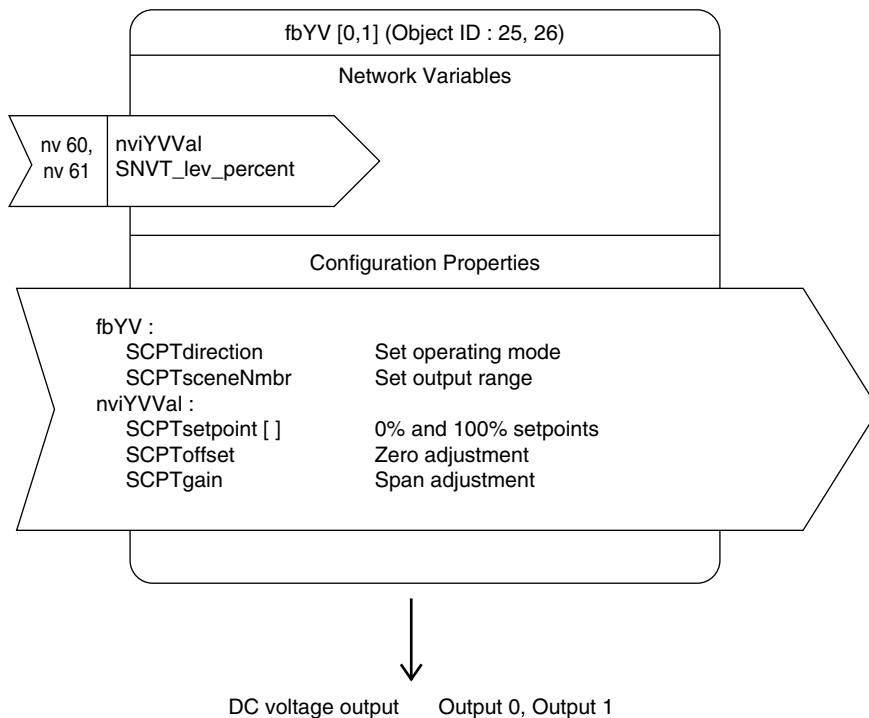 fbYV [0,1] (Object ID : 25, 26)
Network Variables
nv 60, nviYVVal
nv 61 SNVT_lev_percent
Configuration Properties
fbYV :
SCPTdirection Set operating mode
SCPTsceneNmbr Set output range
nviYVVal :
SCPTsetpoint [ ] 0% and 100% setpoints
SCPToffset Zero adjustment
SCPTgain Span adjustment
DC voltage output Output 0, Output 1